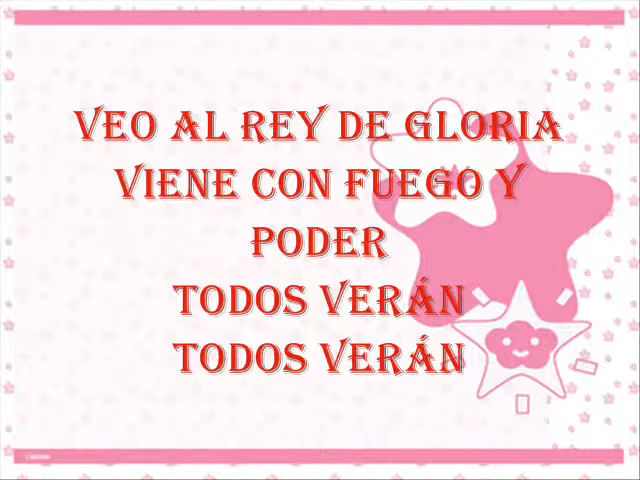 VEO AL REY DE GLORIA
VIENE CON FUEGO Y
PODER
TODOS VERÁN
TODOS VERÁN